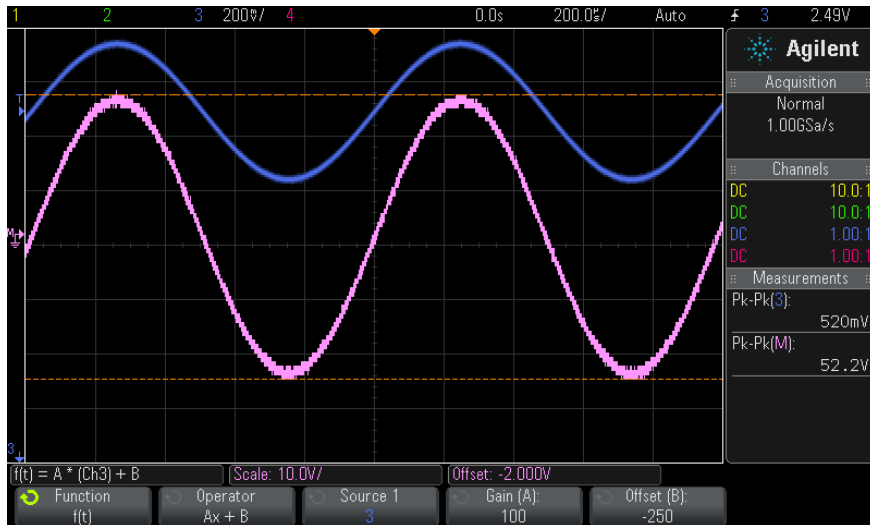 1 2 3 200♈/ 4 0.0s 200.0㎲/ Auto 3 2.49V
Agilent
Acquisition
Normal
1.00GSa/s
Channels
DC 10.0:1
DC 10.0:1
DC 1.00:1
DC 1.00:1
Measurements
Pk-Pk(3):
520mV
Pk-Pk(M):
52.2V
T
M
3
f(t) = A * (Ch3) + B Scale: 10.0V/ Offset: -2.000V
Function Operator Source 1 Gain (A): Offset (B):
f(t) Ax + B 3 100 -250